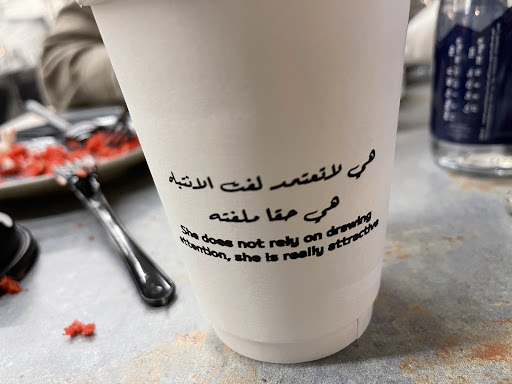 هي لاتعتمد لفت الانتباه
هي حقا ملفته
She does not rely on drawing
attention, she is really attractive